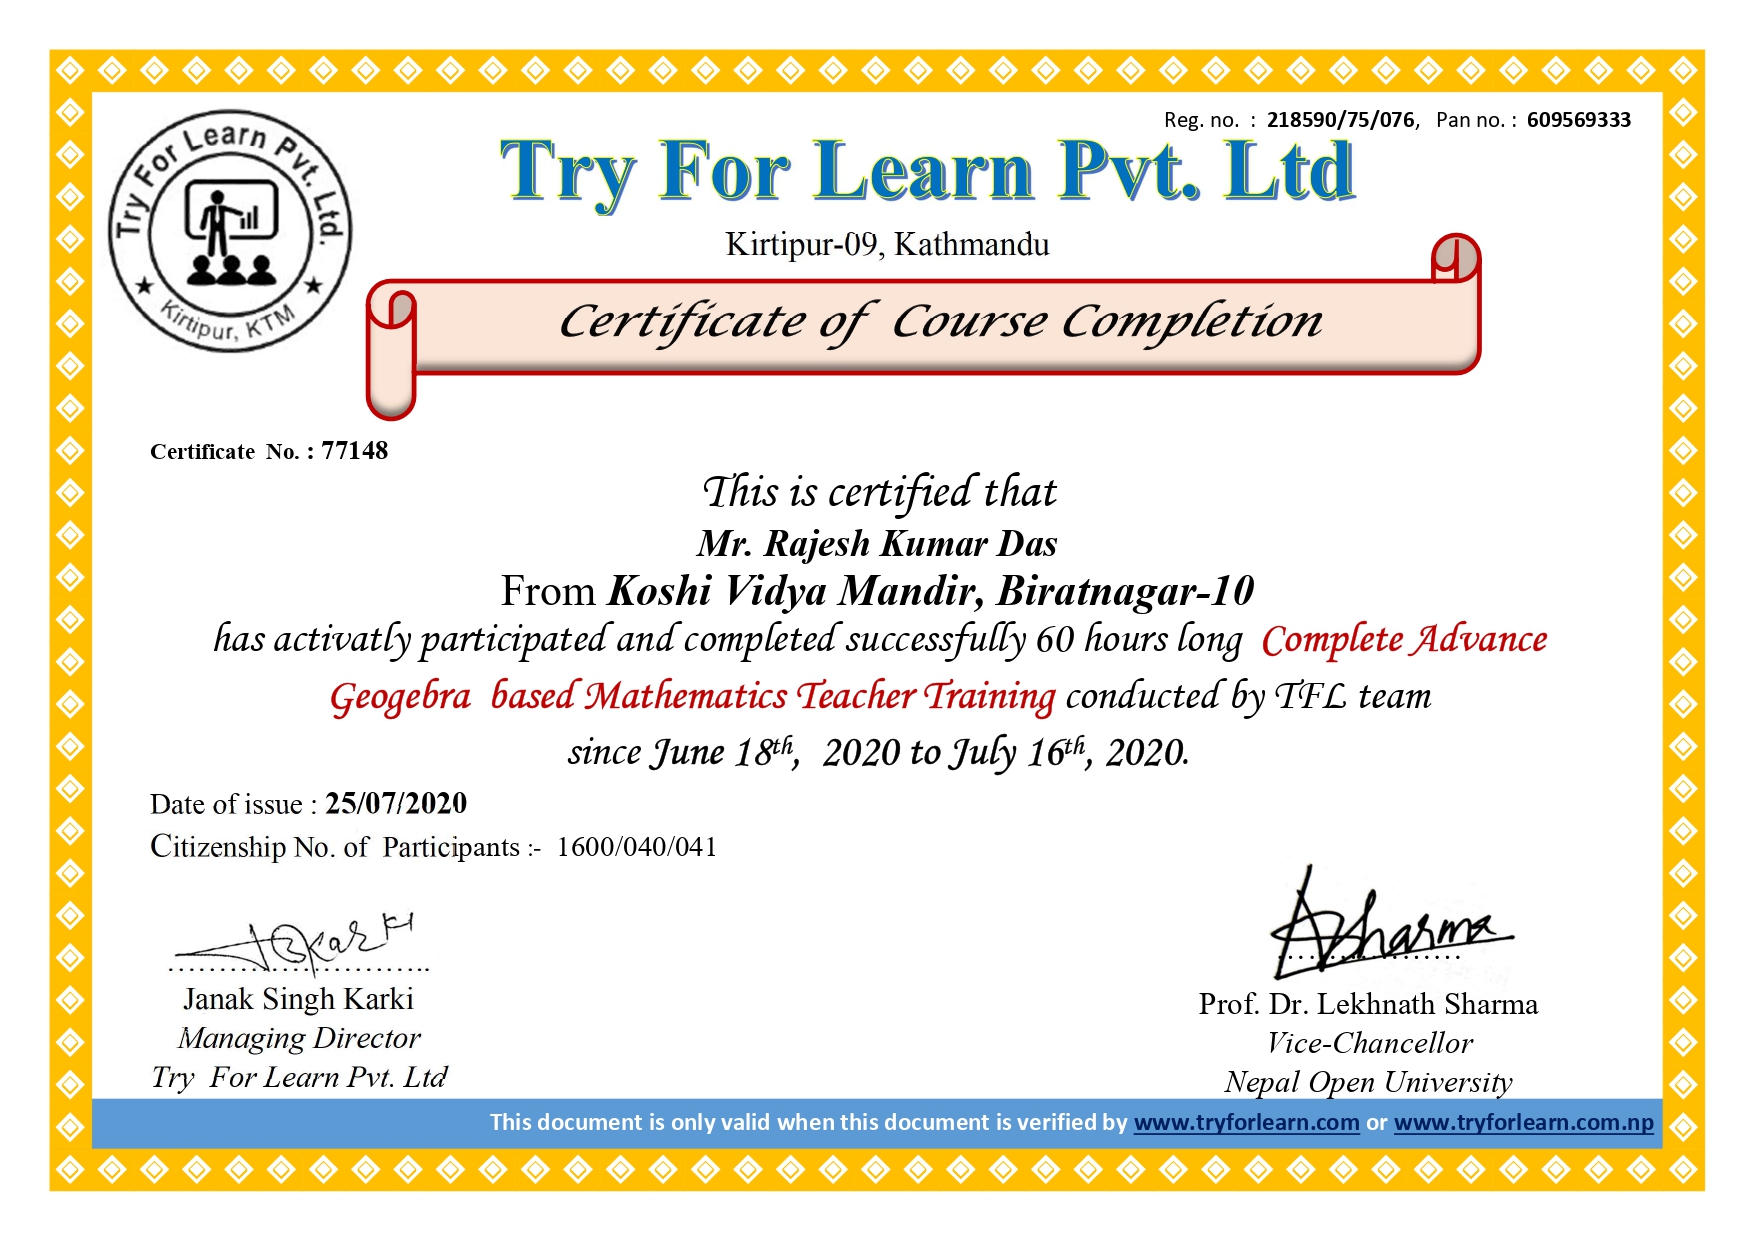 Reg. no. : 218590/75/076, Pan no. : 609569333
Try For Learn Pvt. Ltd.
Kirtipur, KTM
Try For Learn Pvt. Ltd
Kirtipur-09, Kathmandu
Certificate of Course Completion
Certificate No. : 77148
This is certified that
Mr. Rajesh Kumar Das
From Koshi Vidya Mandir, Biratnagar-10
has activatly participated and completed successfully 60 hours long Complete Advance
Geogebra based Mathematics Teacher Training conducted by TFL team
since June 18th, 2020 to July 16th, 2020.
Date of issue : 25/07/2020
Citizenship No. of Participants :- 1600/040/041
Janak Singh Karki
Managing Director
Try For Learn Pvt. Ltd
Prof. Dr. Lekhnath Sharma
Vice-Chancellor
Nepal Open University
This document is only valid when this document is verified by www.tryforlearn.com or www.tryforlearn.com.np